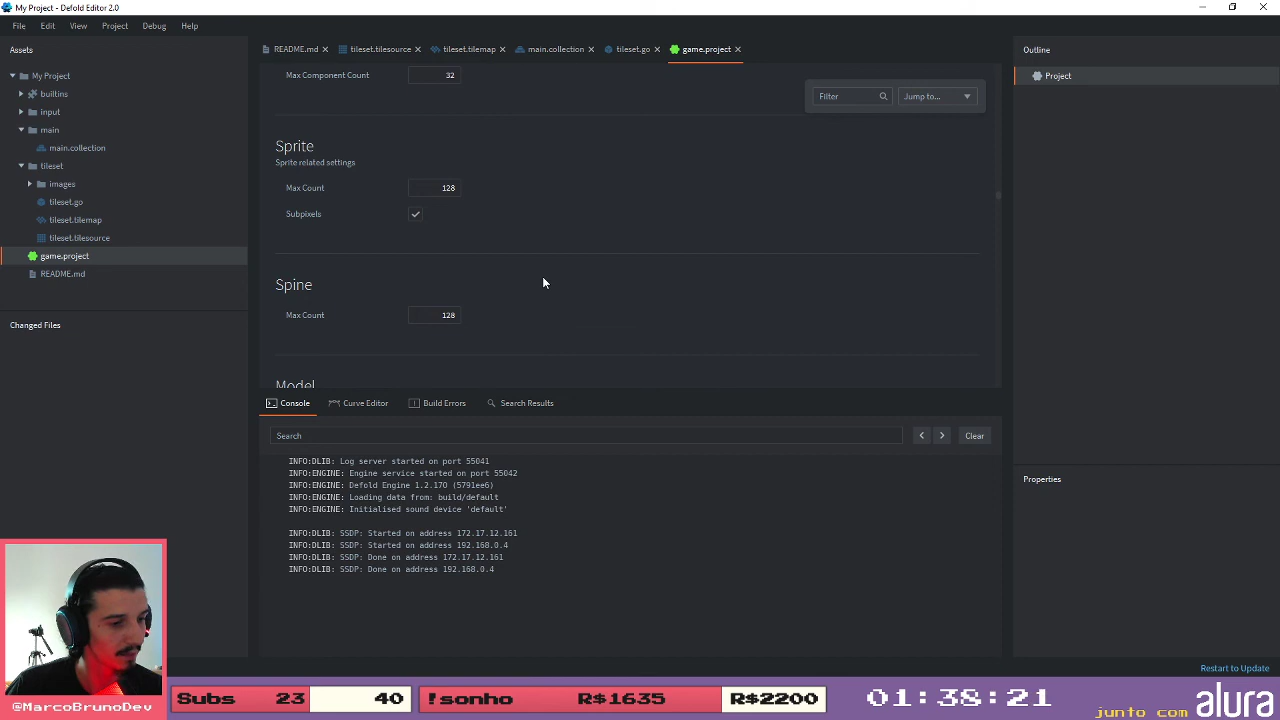 My Project - Defold Editor 2.0
File Edit View Project Debug Help
Assets
My Project
builtins
input
main
main.collection
tileset
images
tileset.go
tileset.tilemap
tileset.tilesource
game.project
README.md
Changed Files
README.md tileset.tilesource tileset.tilemap main.collection tileset.go game.project
Max Component Count 32
Filter Jump to...
Sprite
Sprite related settings
Max Count 128
Subpixels
Spine
Max Count 128
Model
Console Curve Editor Build Errors Search Results
Search Clear
INFO:DLIB: Log server started on port 55041
INFO:ENGINE: Engine service started on port 55042
INFO:ENGINE: Defold Engine 1.2.170 (5791ee6)
INFO:ENGINE: Loading data from: build/default
INFO:ENGINE: Initialised sound device 'default'
INFO:DLIB: SSDP: Started on address 172.17.12.161
INFO:DLIB: SSDP: Started on address 192.168.0.4
INFO:DLIB: SSDP: Done on address 172.17.12.161
INFO:DLIB: SSDP: Done on address 192.168.0.4
Outline
Project
Properties
Restart to Update
@MarcoBrunoDev
Subs 23 40 !sonho R$1635 R$2200 01:38:21
junto com alura